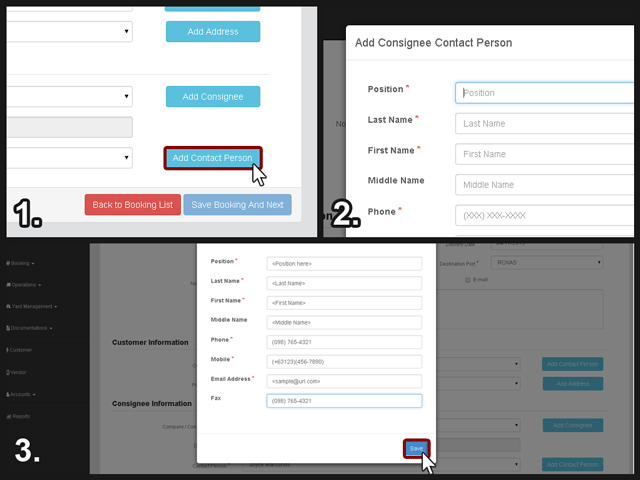 Add Address
Add Consignee
Add Contact Person
Back to Booking List
Save Booking And Next
1.
Add Consignee Contact Person
Position *
Position
Last Name *
Last Name
First Name *
First Name
Middle Name
Middle Name
Phone *
(XXX) XXX-XXXX
2.
Booking
Operations
Yard Management
Documentations
Customer
Vendor
Accounts
Reports
Position *
<Position here>
Last Name *
<Last Name>
First Name *
<First Name>
Middle Name
<Middle Name>
Phone *
(098) 765-4321
Mobile *
(+63123)(456-7890)
Email Address *
<sample@url.com>
Fax
(098) 765-4321
Save
Destination Port *
ROXAS
E-mail
Customer Information
Add Contact Person
Add Address
Consignee Information
Add Consignee
Contact Person
Add Contact Person
3.